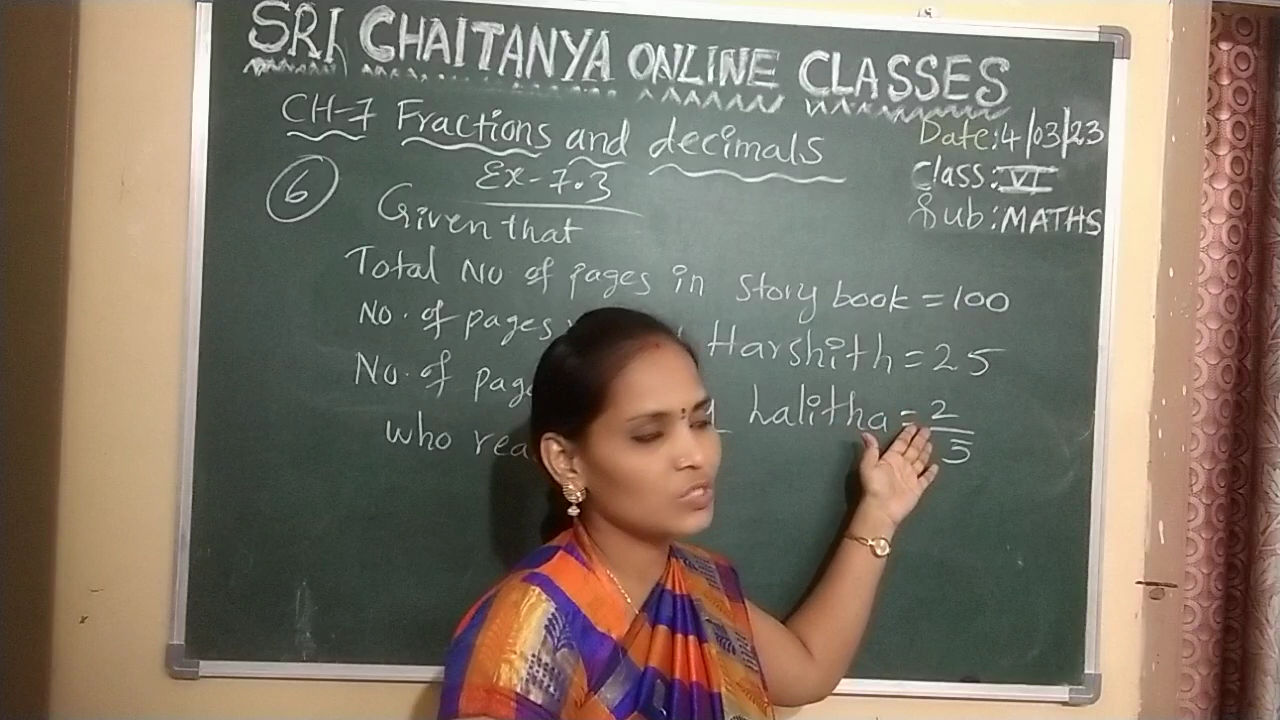 SRI CHAITANYA ONLINE CLASSES
CH-7 Fractions and decimals
Date: 4/03/23
Class: VI
Sub: MATHS
Ex-7.3
6 Given that
Total No of pages in story book = 100
No. of pages Harshith = 25
No. of Lalitha = 2/5
who